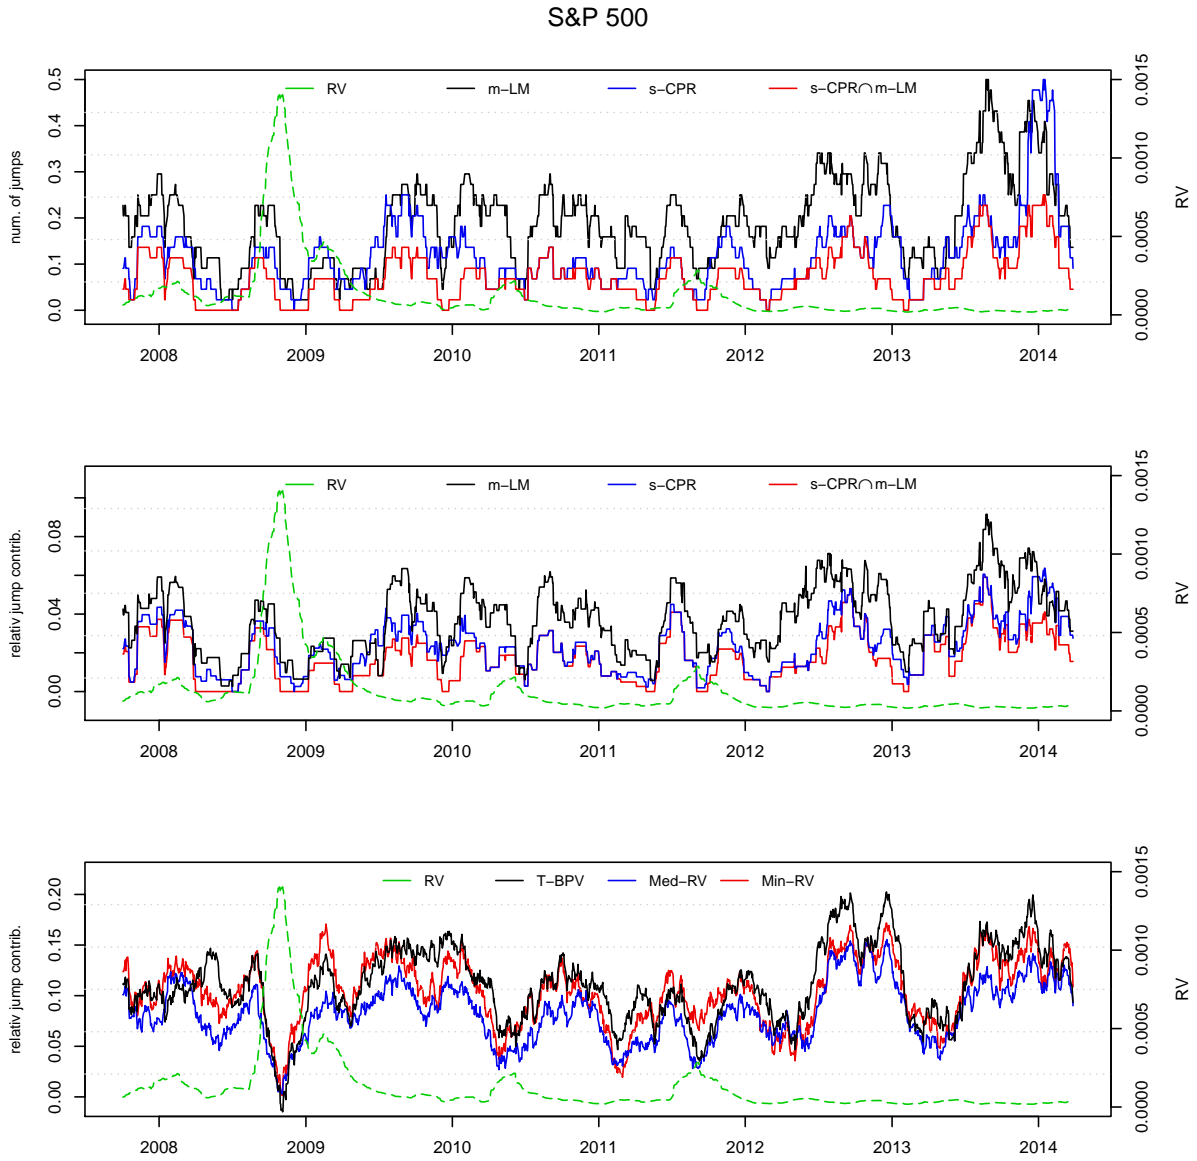 S&P 500
RV m−LM s−CPR s−CPR∩m−LM
num. of jumps
0.0 0.1 0.2 0.3 0.4 0.5
0.0000 0.0005 0.0010 0.0015
RV
2008 2009 2010 2011 2012 2013 2014
RV m−LM s−CPR s−CPR∩m−LM
relativ jump contrib.
0.00 0.04 0.08
0.0000 0.0005 0.0010 0.0015
RV
2008 2009 2010 2011 2012 2013 2014
RV T−BPV Med−RV Min−RV
relativ jump contrib.
0.00 0.05 0.10 0.15 0.20
0.0000 0.0005 0.0010 0.0015
RV
2008 2009 2010 2011 2012 2013 2014